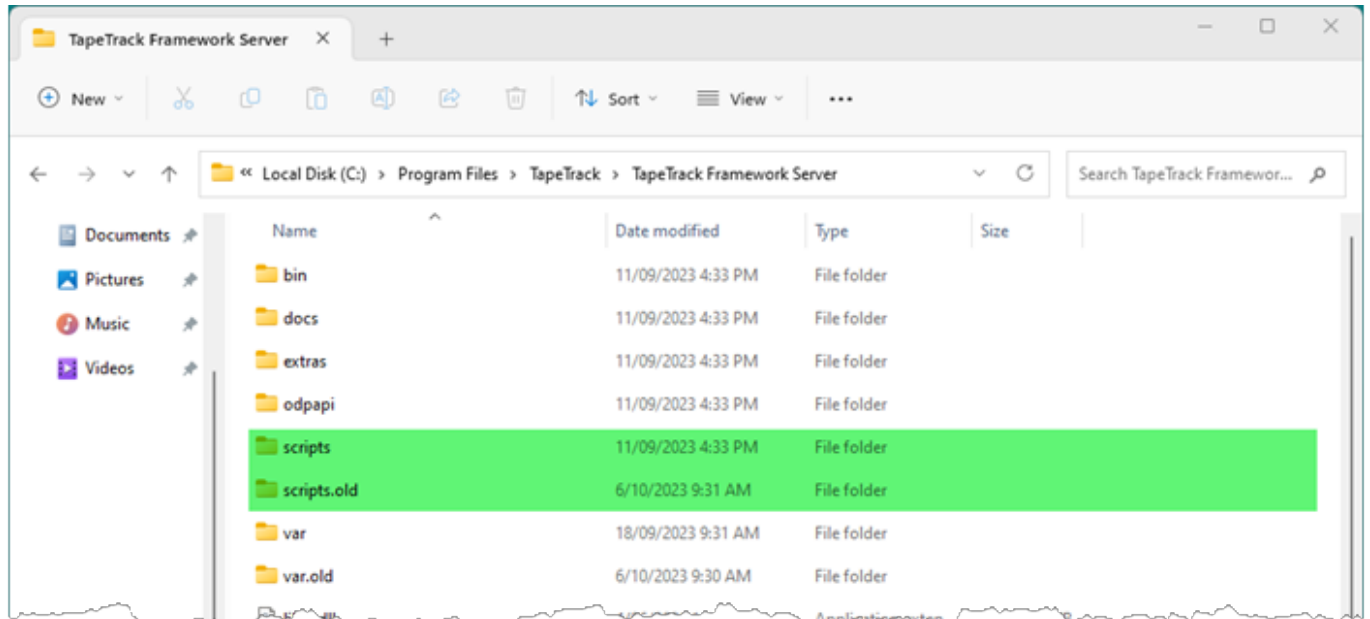 TapeTrack Framework Server
New Sort View
« Local Disk (C:) > Program Files > TapeTrack > TapeTrack Framework Server Search TapeTrack Framewor...
Documents
Pictures
Music
Videos
Name Date modified Type Size
bin 11/09/2023 4:33 PM File folder
docs 11/09/2023 4:33 PM File folder
extras 11/09/2023 4:33 PM File folder
odpapi 11/09/2023 4:33 PM File folder
scripts 11/09/2023 4:33 PM File folder
scripts.old 6/10/2023 9:31 AM File folder
var 18/09/2023 9:31 AM File folder
var.old 6/10/2023 9:30 AM File folder